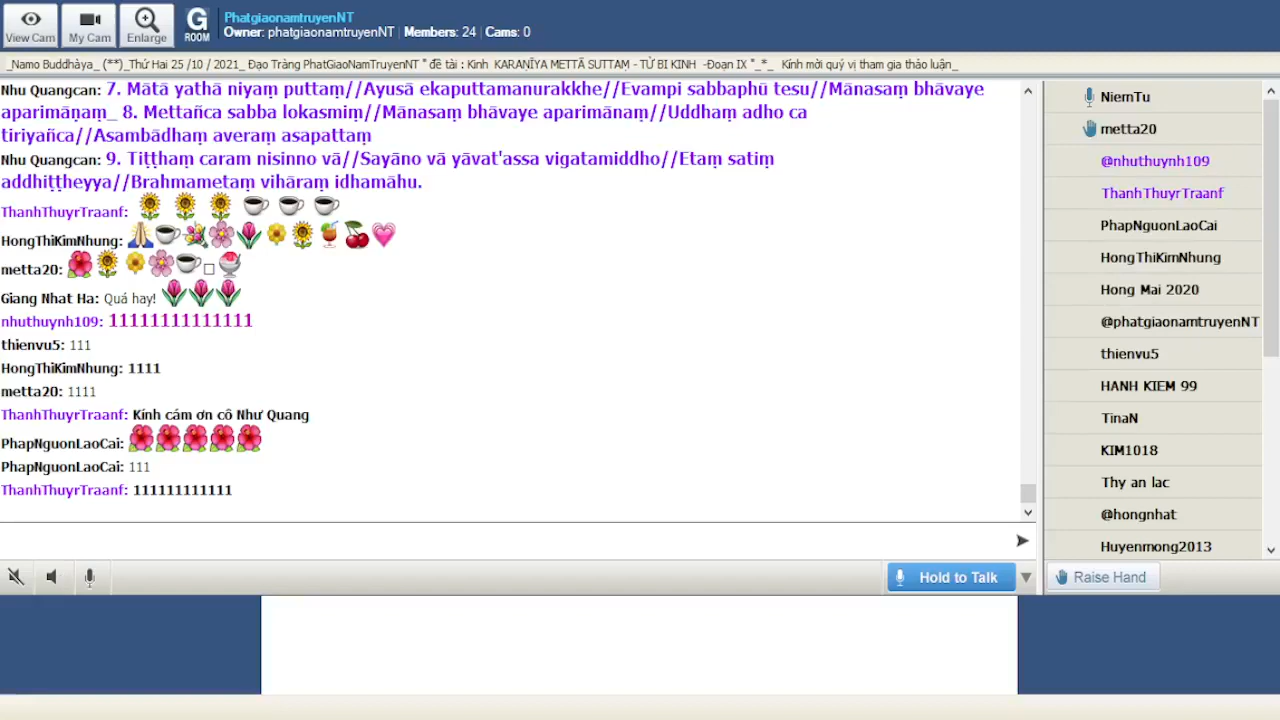 View Cam
My Cam
Enlarge
G
ROOM
PhatgiaonamtruyenNT
Owner: phatgiaonamtruyenNT | Members: 24 | Cams: 0
_Namo Buddhàya_ (**)_Thứ Hai 25 /10 / 2021_ Đạo Tràng PhatGiaoNamTruyenNT * đề tài : Kinh KARAṆĪYA METTĀ SUTTAṂ - TỪ BI KINH -Đoạn IX *_*_ Kính mời quý vị tham gia thảo luận_
Nhu Quangcan: 7. Mātā yathā niyaṃ puttaṃ//Ayusā ekaputtamanurakkhe//Evampi sabbaphū tesu//Mānasaṃ bhāvaye
aparimāṇaṃ_ 8. Mettañca sabba lokasmiṃ//Mānasaṃ bhāvaye aparimānaṃ//Uddhaṃ adho ca
tiriyañca//Asambādhaṃ averaṃ asapattaṃ
Nhu Quangcan: 9. Tiṭṭhaṃ caram nisinno vā//Sayāno vā yāvat'assa vigatamiddho//Etaṃ satiṃ
addhiṭṭheyya//Brahmametaṃ vihāraṃ idhamāhu.
ThanhThuyrTraanf:
HongThiKimNhung:
metta20:
Giang Nhat Ha: Quá hay!
nhuthuynh109: 11111111111111
thienvu5: 111
HongThiKimNhung: 1111
metta20: 1111
ThanhThuyrTraanf: Kính cám ơn cô Như Quang
PhapNguonLaoCai:
PhapNguonLaoCai: 111
ThanhThuyrTraanf: 111111111111
NiemTu
metta20
@nhuthuynh109
ThanhThuyrTraanf
PhapNguonLaoCai
HongThiKimNhung
Hong Mai 2020
@phatgiaonamtruyenNT
thienvu5
HANH KIEM 99
TinaN
KIM1018
Thy an lac
@hongnhat
Huyenmong2013
Hold to Talk
Raise Hand